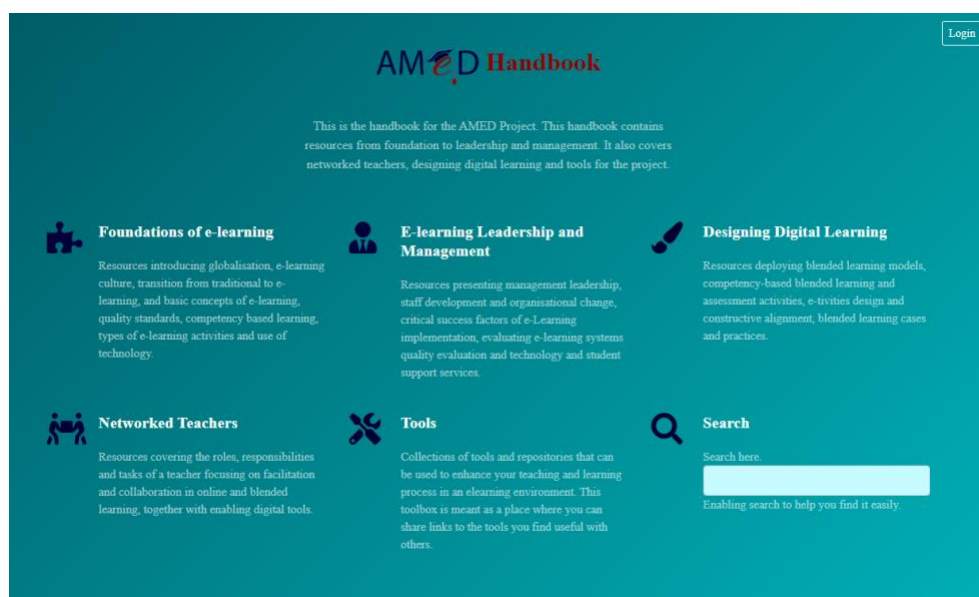 Login
AMeD Handbook
This is the handbook for the AMED Project. This handbook contains
resources from foundation to leadership and management. It also covers
networked teachers, designing digital learning and tools for the project.
Foundations of e-learning
Resources introducing globalisation, e-learning
culture, transition from traditional to e-
learning, and basic concepts of e-learning,
quality standards, competency based learning,
types of e-learning activities and use of
technology.
E-learning Leadership and
Management
Resources presenting management leadership,
staff development and organisational change,
critical success factors of e-Learning
implementation, evaluating e-learning systems
quality evaluation and technology and student
support services.
Designing Digital Learning
Resources deploying blended learning models,
competency-based blended learning and
assessment activities, e-tivities design and
constructive alignment, blended learning cases
and practices.
Networked Teachers
Resources covering the roles, responsibilities
and tasks of a teacher focusing on facilitation
and collaboration in online and blended
learning, together with enabling digital tools.
Tools
Collections of tools and repositories that can
be used to enhance your teaching and learning
process in an elearning environment. This
toolbox is meant as a place where you can
share links to the tools you find useful with
others.
Search
Search here.
Enabling search to help you find it easily.